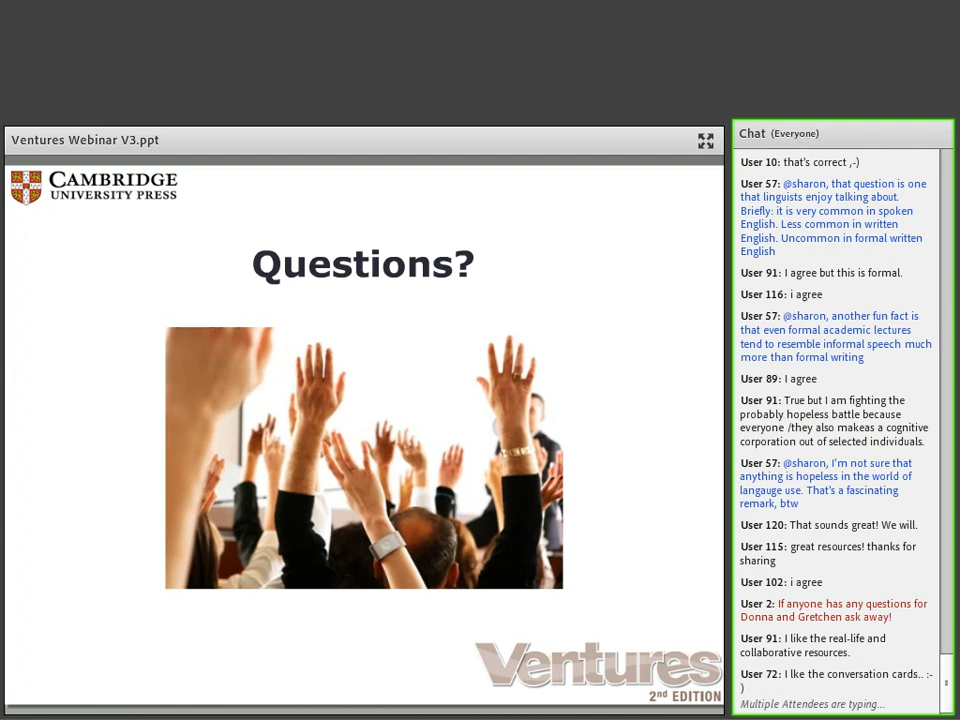 Ventures Webinar V3.ppt
CAMBRIDGE
UNIVERSITY PRESS
Questions?
Ventures
2nd EDITION
Chat (Everyone)
User 10: that's correct ,-)
User 57: @sharon, that question is one
that linguists enjoy talking about.
Briefly: it is very common in spoken
English. Less common in written
English. Uncommon in formal written
English
User 91: I agree but this is formal.
User 116: i agree
User 57: @sharon, another fun fact is
that even formal academic lectures
tend to resemble informal speech much
more than formal writing
User 89: I agree
User 91: True but I am fighting the
probably hopeless battle because
everyone /they also makeas a cognitive
corporation out of selected individuals.
User 57: @sharon, I'm not sure that
anything is hopeless in the world of
langauge use. That's a fascinating
remark, btw
User 120: That sounds great! We will.
User 115: great resources! thanks for
sharing
User 102: i agree
User 2: If anyone has any questions for
Donna and Gretchen ask away!
User 91: I like the real-life and
collaborative resources.
User 72: I lke the conversation cards.. :-
)
Multiple Attendees are typing...